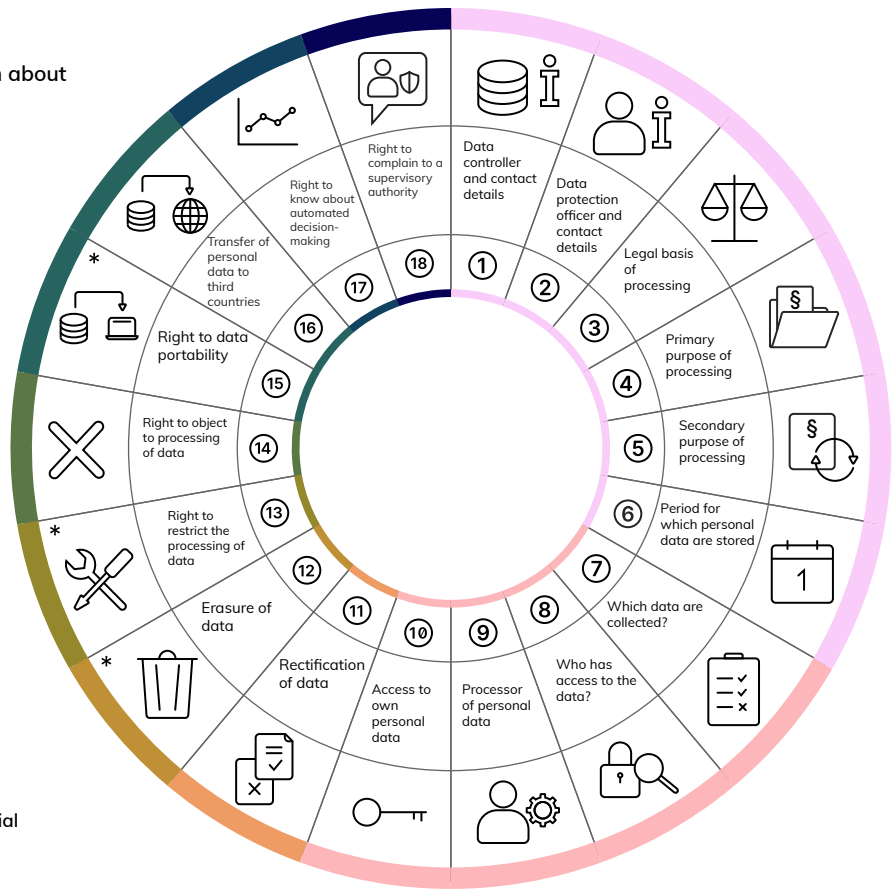 n about
Data
controller
and contact
details
1
Data
protection
officer and
contact
details
2
Legal basis
of
processing
3
§
Primary
purpose of
processing
4
§
Secondary
purpose of
processing
5
Period for
which personal
data are stored
6
1
Which data are
collected?
7
Who has
access to the
data?
8
Processor
of personal
data
9
Access to
own
personal
data
10
Rectification
of data
11
*
Erasure of
data
12
*
Right to
restrict the
processing of
data
13
Right to object
to processing
of data
14
*
Right to data
portability
15
Transfer of
personal
data to
third
countries
16
Right to
know about
automated
decision-
making
17
Right to
complain to a
supervisory
authority
18
ial